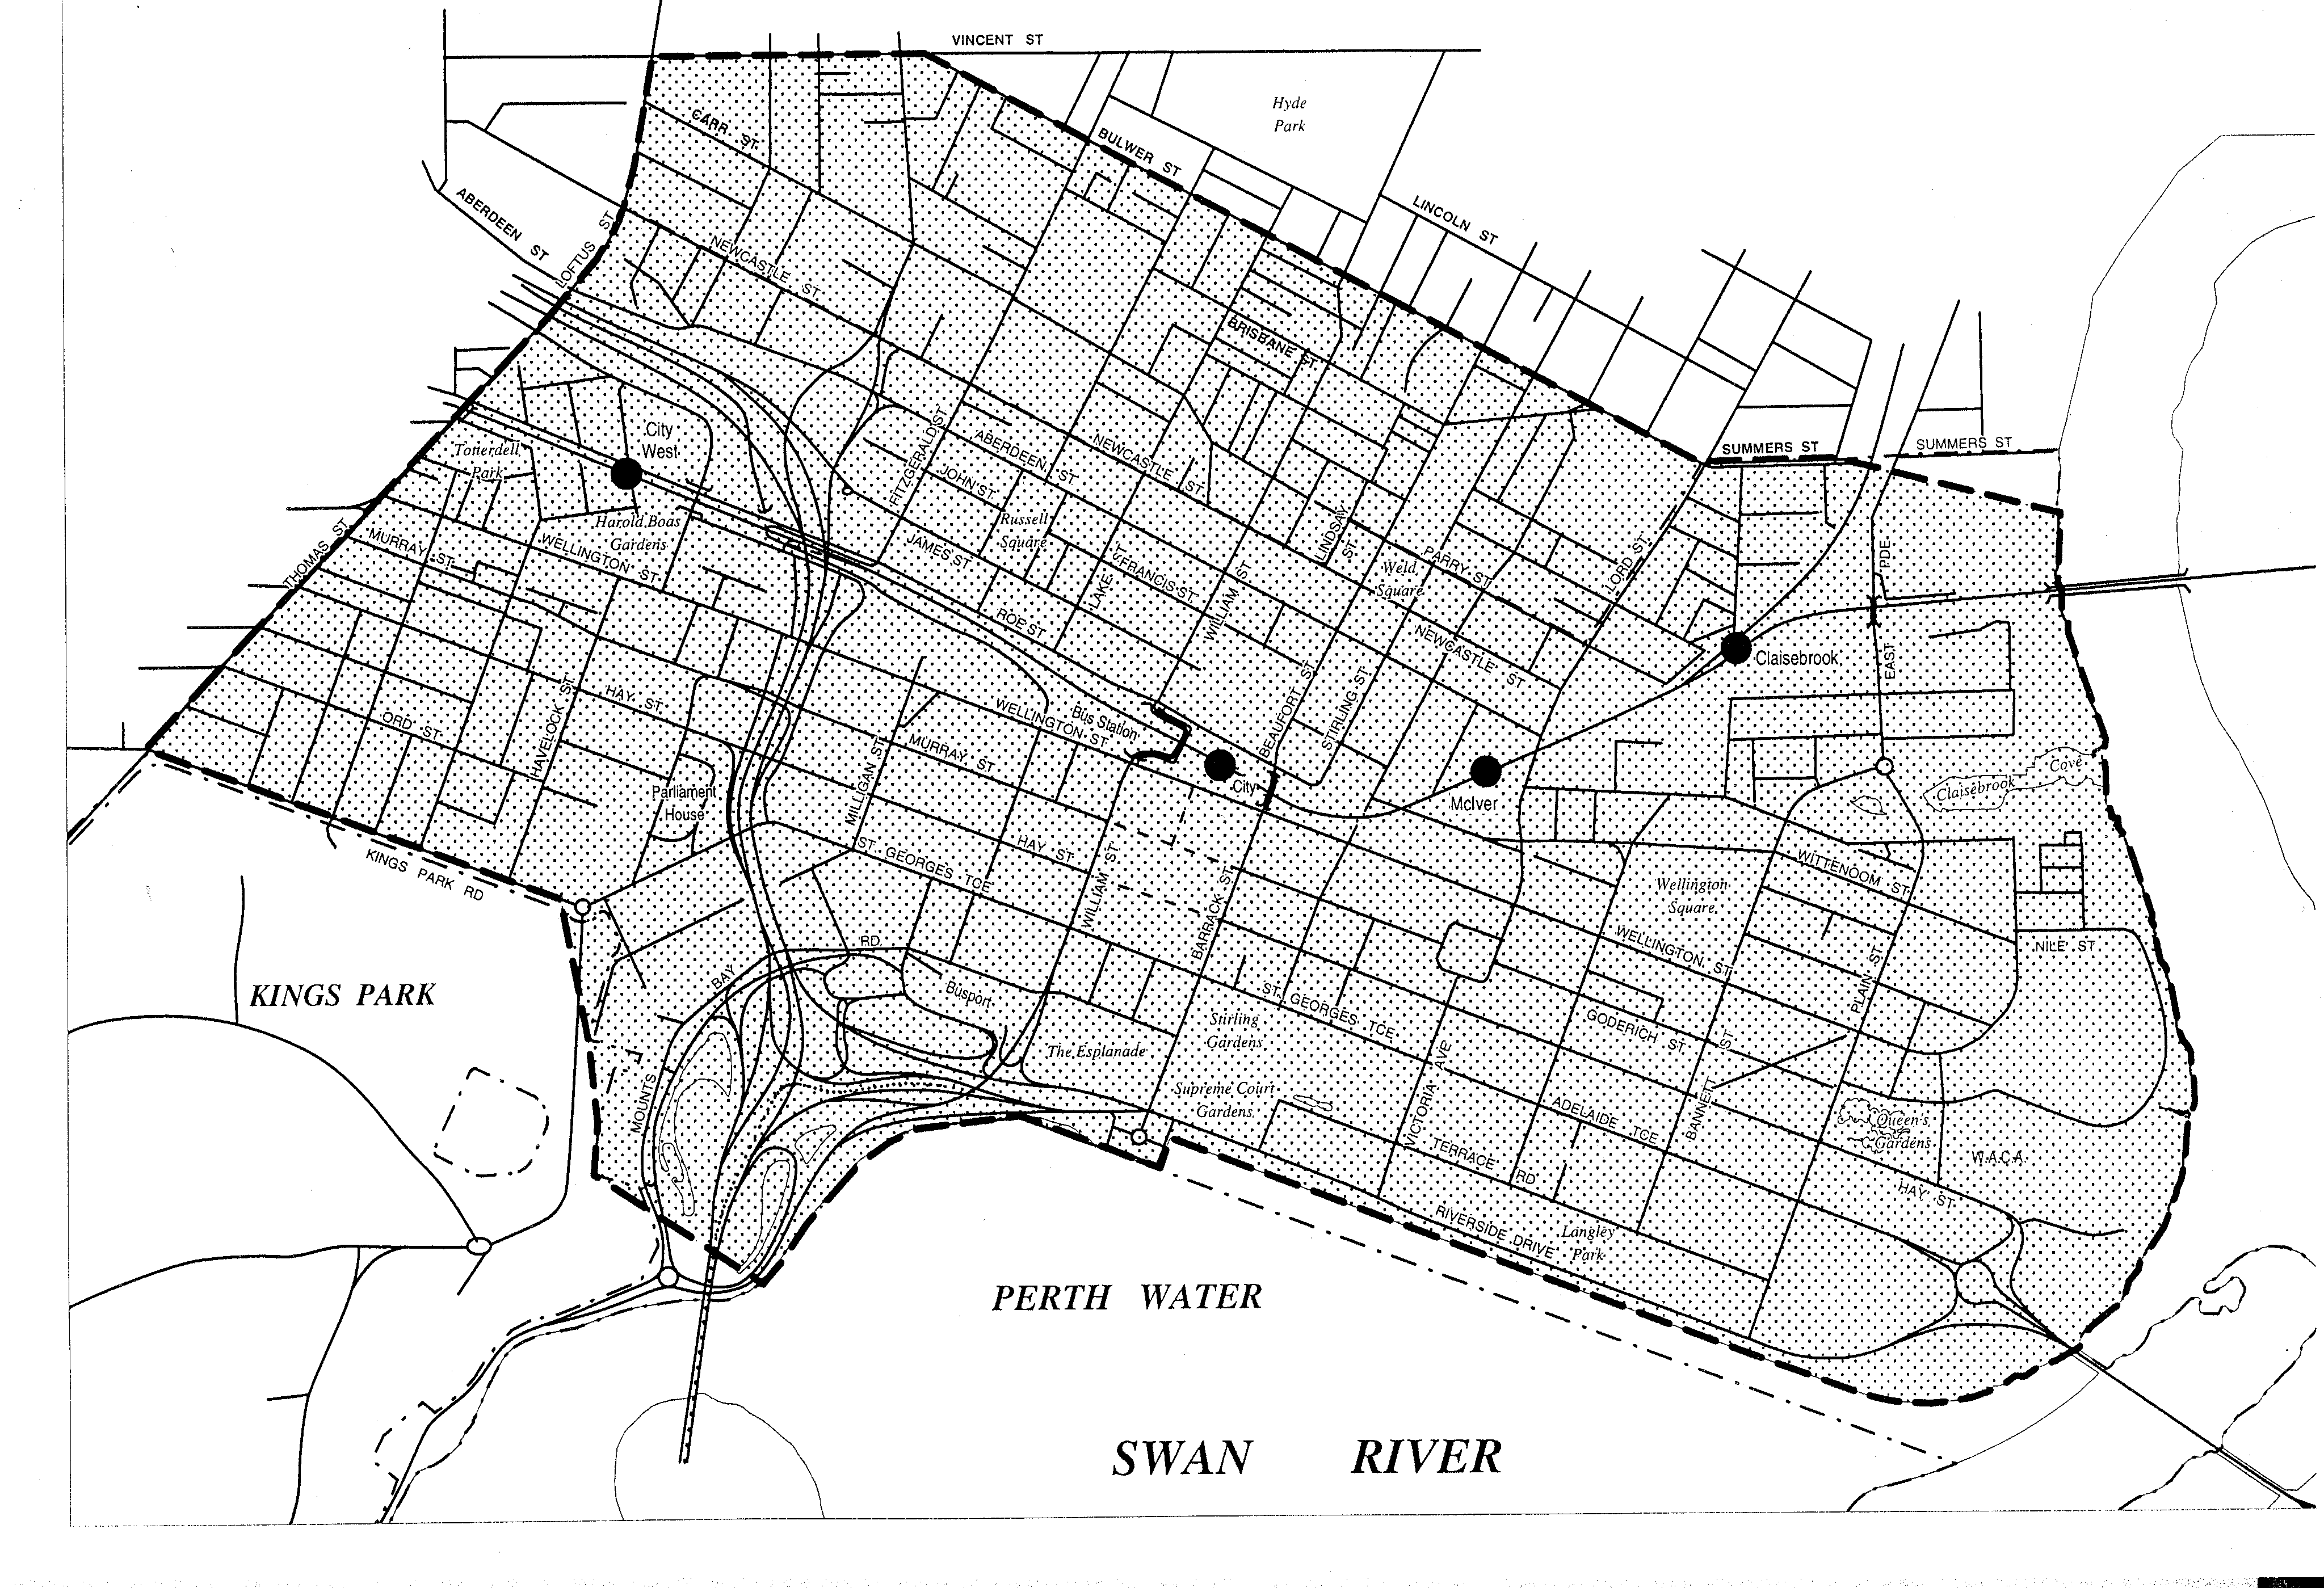 VINCENT ST
Hyde
Park
CARR ST
BULWER ST
ABERDEEN ST
LOFTUS ST
LINCOLN ST
NEWCASTLE ST
BRISBANE ST
City
West
FITZGERALD ST
ABERDEEN ST
NEWCASTLE ST
SUMMERS ST
SUMMERS ST
Park
JOHN ST
Harold Boas
Gardens
Russell
Square
LINDSAY
ST
THOMAS ST
MURRAY ST
WELLINGTON ST
JAMES ST
FRANCIS ST
LAKE
WILLIAM ST
PARRY ST
Weld
Square
LORD ST
PDE
EAST
ROE ST
NEWCASTLE ST
Claisebrook
ORD ST
HAVELOCK ST
HAY ST
WELLINGTON ST
Bus Station
BEAUFORT ST
STIRLING ST
MILLIGAN ST
MURRAY ST
City
McIver
Claisebrook Cove
Parliament
House
KINGS PARK RD
ST GEORGES TCE
HAY ST
WILLIAM ST
BARRACK ST
Wellington
Square
WITTENOOM ST
NILE ST
KINGS PARK
MOUNTS BAY RD
Busport
The Esplanade
Stirling
Gardens
ST GEORGES TCE
WELLINGTON ST
GODERICH ST
PLAIN ST
Supreme Court
Gardens
VICTORIA AVE
ADELAIDE TCE
BANNETT ST
Queen's
Gardens
W.A.C.A.
TERRACE RD
HAY ST
RIVERSIDE DRIVE
Langley
Park
PERTH WATER
SWAN RIVER